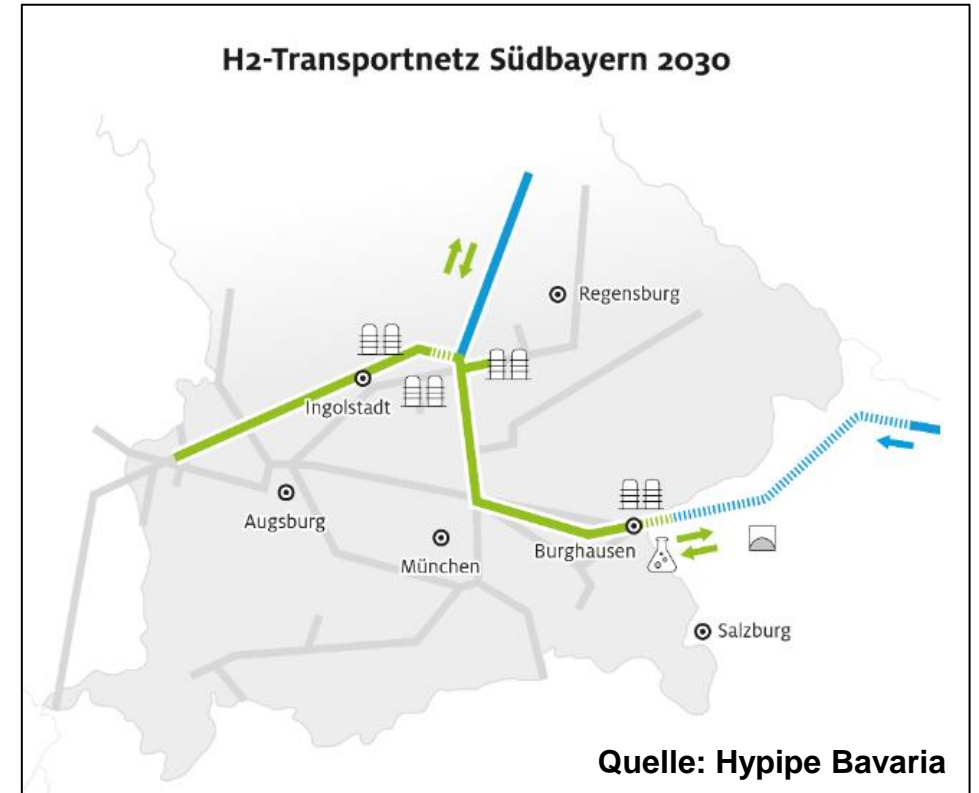 H2-Transportnetz Südbayern 2030
Regensburg
Ingolstadt
Augsburg
München
Burghausen
Salzburg
Quelle: Hypipe Bavaria